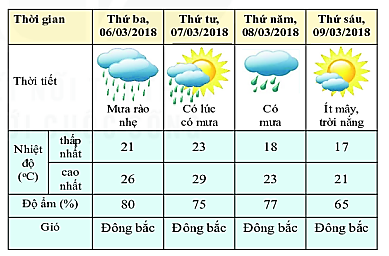 Thời gian Thứ ba, Thứ tư, Thứ năm, Thứ sáu,
06/03/2018 07/03/2018 08/03/2018 09/03/2018
Thời tiết
Mưa rào Có lúc Có Ít mây,
nhẹ có mưa mưa trời nắng
Nhiệt độ (°C) thấp nhất 21 23 18 17
cao nhất 26 29 23 21
Độ ẩm (%) 80 75 77 65
Gió Đông bắc Đông bắc Đông bắc Đông bắc